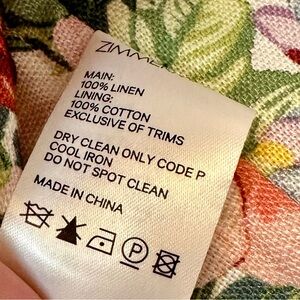 MAIN:
100% LINEN
LINING:
100% COTTON
EXCLUSIVE OF TRIMS
DRY CLEAN ONLY CODE P
COOL IRON
DO NOT SPOT CLEAN
MADE IN CHINA
P